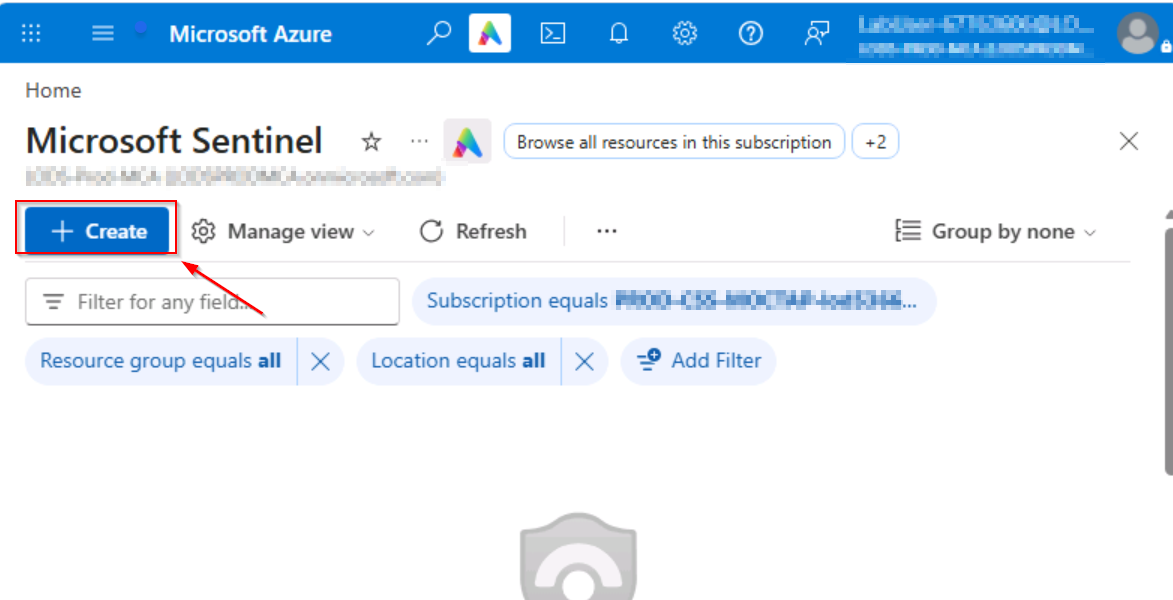 Microsoft Azure
Home
Microsoft Sentinel
Browse all resources in this subscription
+2
+ Create
Manage view
Refresh
...
Group by none
Filter for any field...
Subscription equals
Resource group equals all
Location equals all
Add Filter